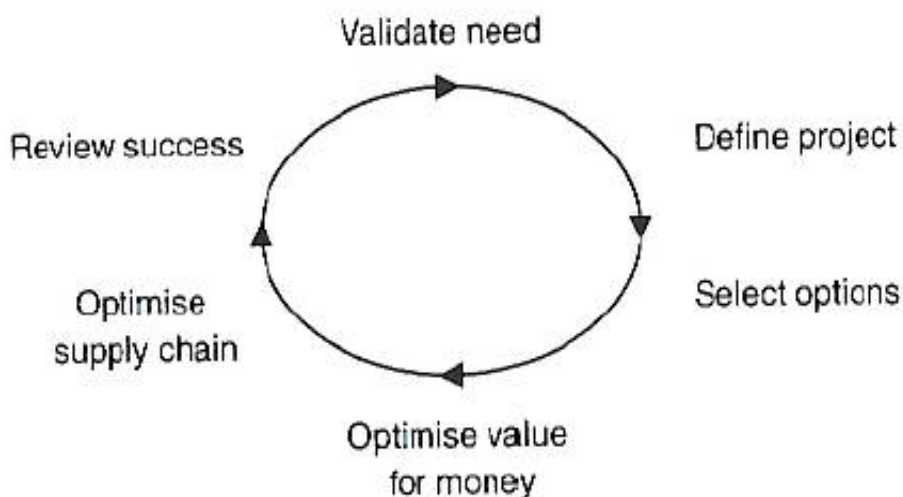 Validate need
Review success
Define project
Optimise
supply chain
Select options
Optimise value
for money